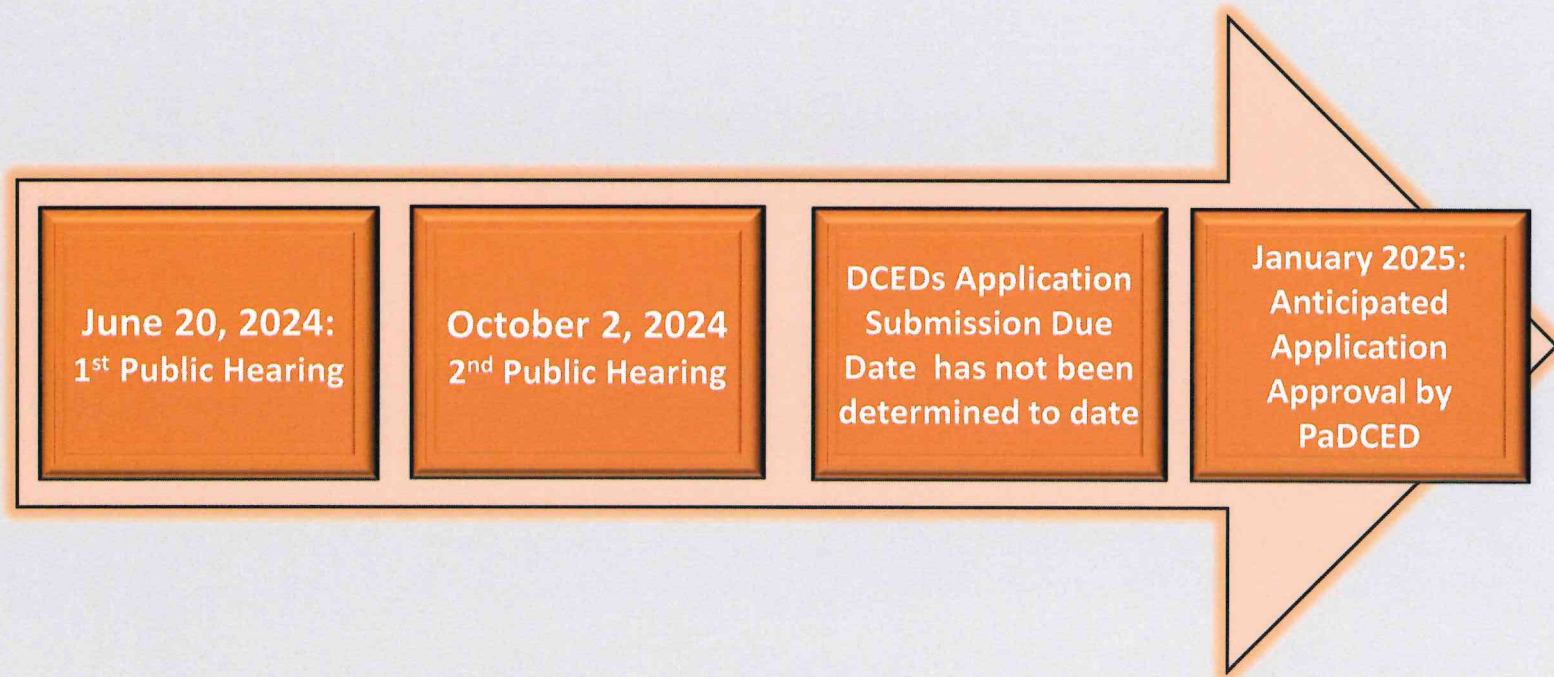 June 20, 2024:
1st Public Hearing
October 2, 2024
2nd Public Hearing
DCEDs Application
Submission Due
Date has not been
determined to date
January 2025:
Anticipated
Application
Approval by
PaDCED